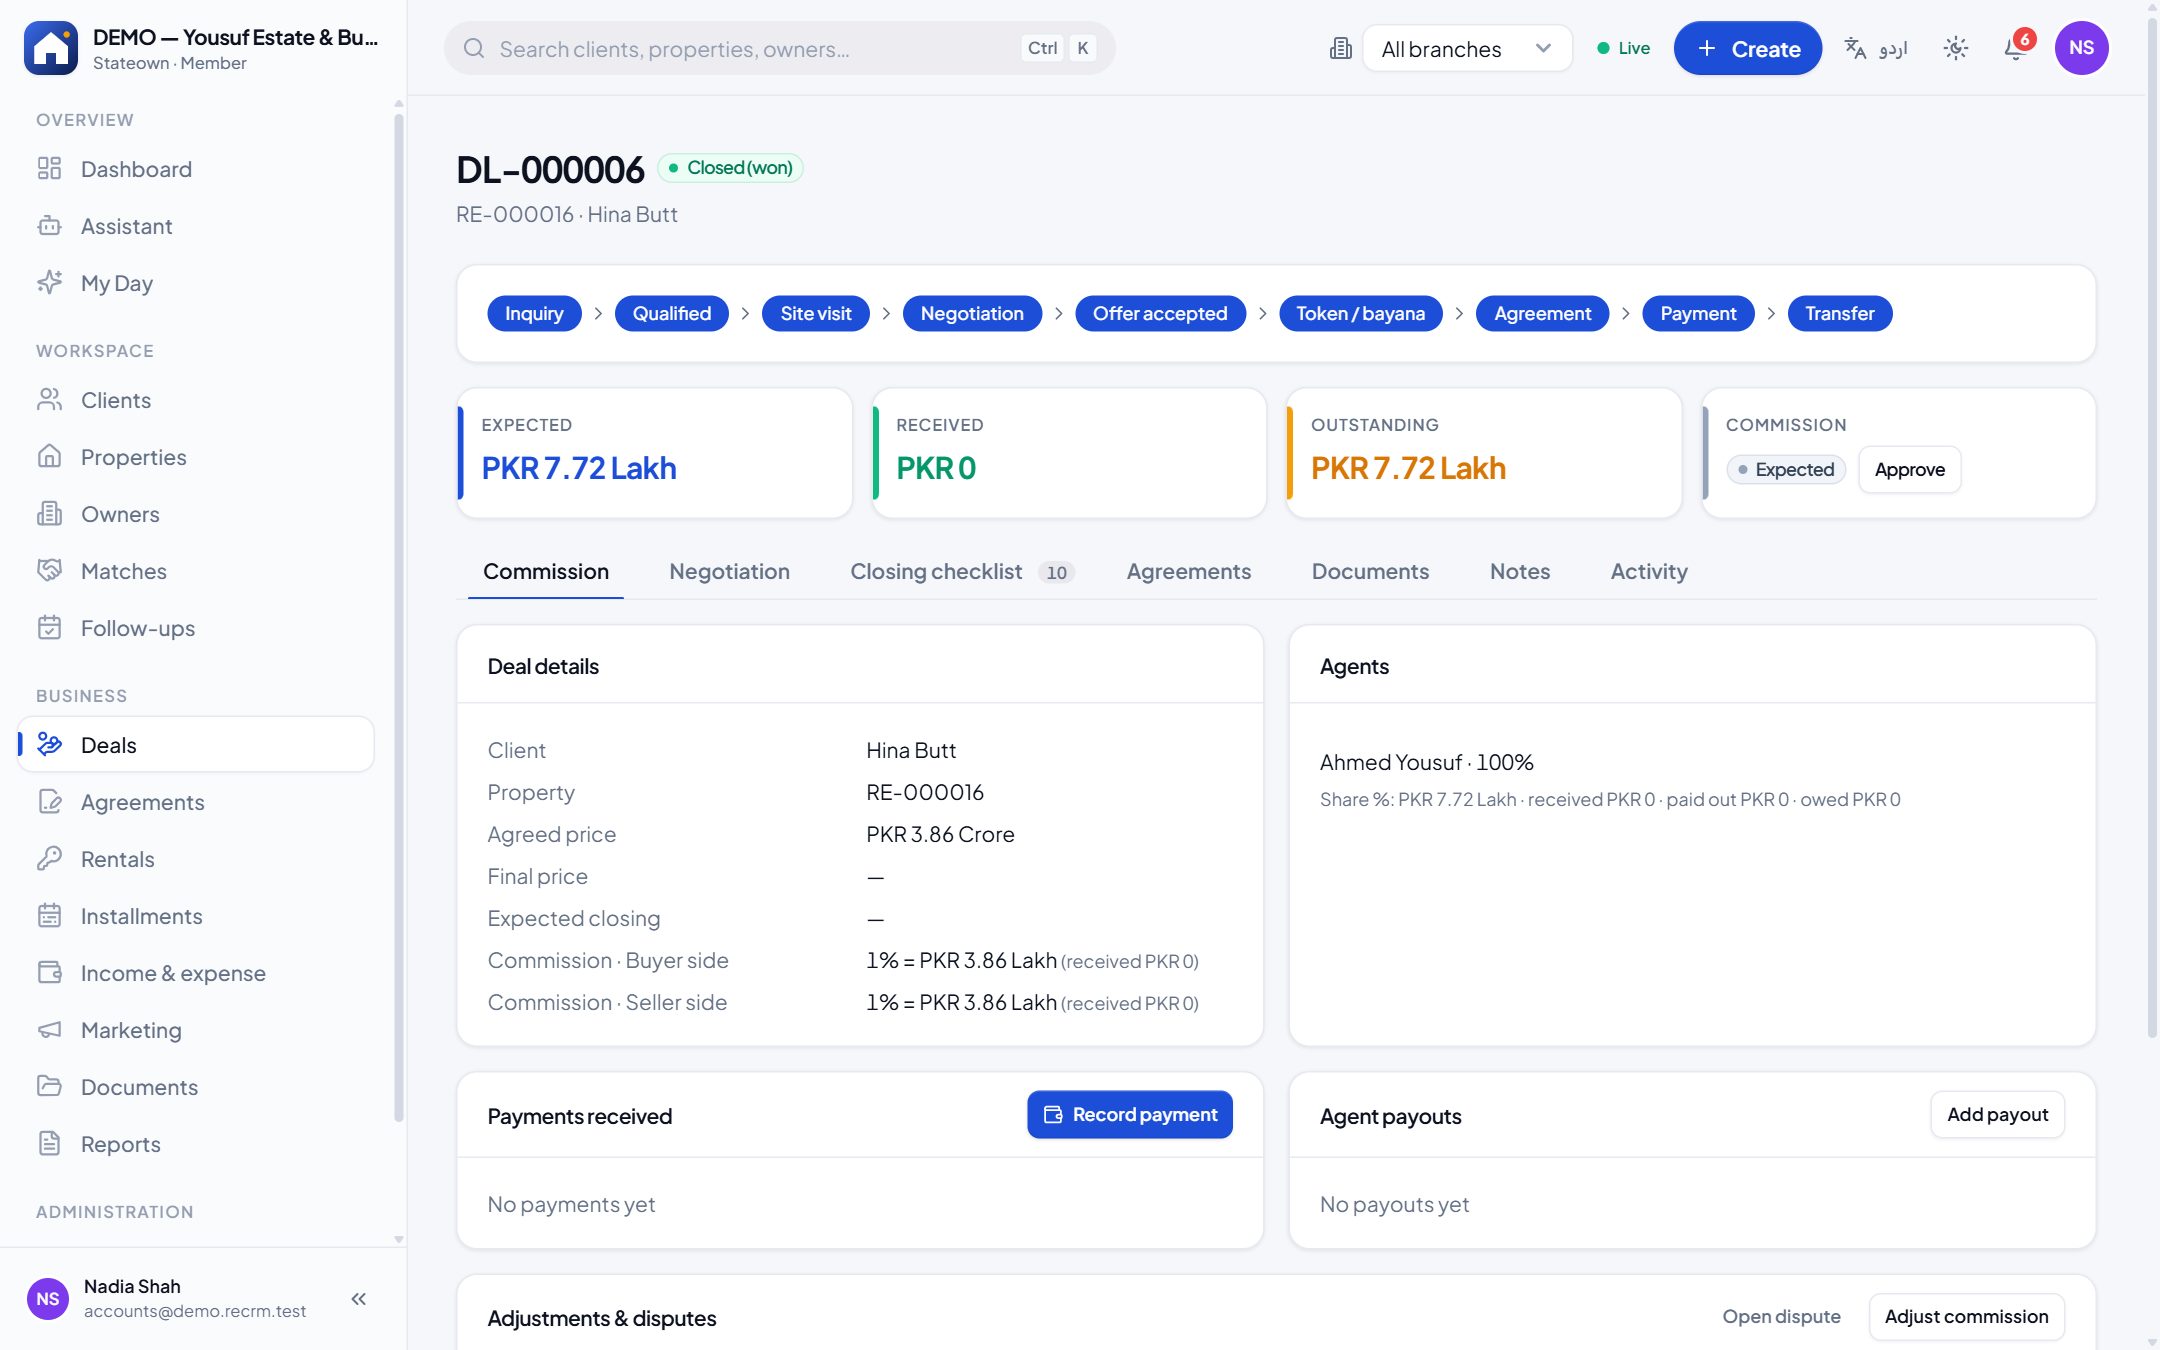 DEMO — Yousuf Estate & Bu...
Stateown · Member
Search clients, properties, owners...
Ctrl K
All branches
Live
Create
اردو
6
NS
OVERVIEW
Dashboard
Assistant
My Day
WORKSPACE
Clients
Properties
Owners
Matches
Follow-ups
BUSINESS
Deals
Agreements
Rentals
Installments
Income & expense
Marketing
Documents
Reports
ADMINISTRATION
NS
Nadia Shah
accounts@demo.recrm.test
DL-000006 Closed (won)
RE-000016 · Hina Butt
Inquiry Qualified Site visit Negotiation Offer accepted Token / bayana Agreement Payment Transfer
EXPECTED
PKR 7.72 Lakh
RECEIVED
PKR 0
OUTSTANDING
PKR 7.72 Lakh
COMMISSION
Expected Approve
Commission Negotiation Closing checklist 10 Agreements Documents Notes Activity
Deal details
Client Hina Butt
Property RE-000016
Agreed price PKR 3.86 Crore
Final price —
Expected closing —
Commission · Buyer side 1% = PKR 3.86 Lakh (received PKR 0)
Commission · Seller side 1% = PKR 3.86 Lakh (received PKR 0)
Agents
Ahmed Yousuf · 100%
Share %: PKR 7.72 Lakh · received PKR 0 · paid out PKR 0 · owed PKR 0
Payments received Record payment
No payments yet
Agent payouts Add payout
No payouts yet
Adjustments & disputes Open dispute Adjust commission